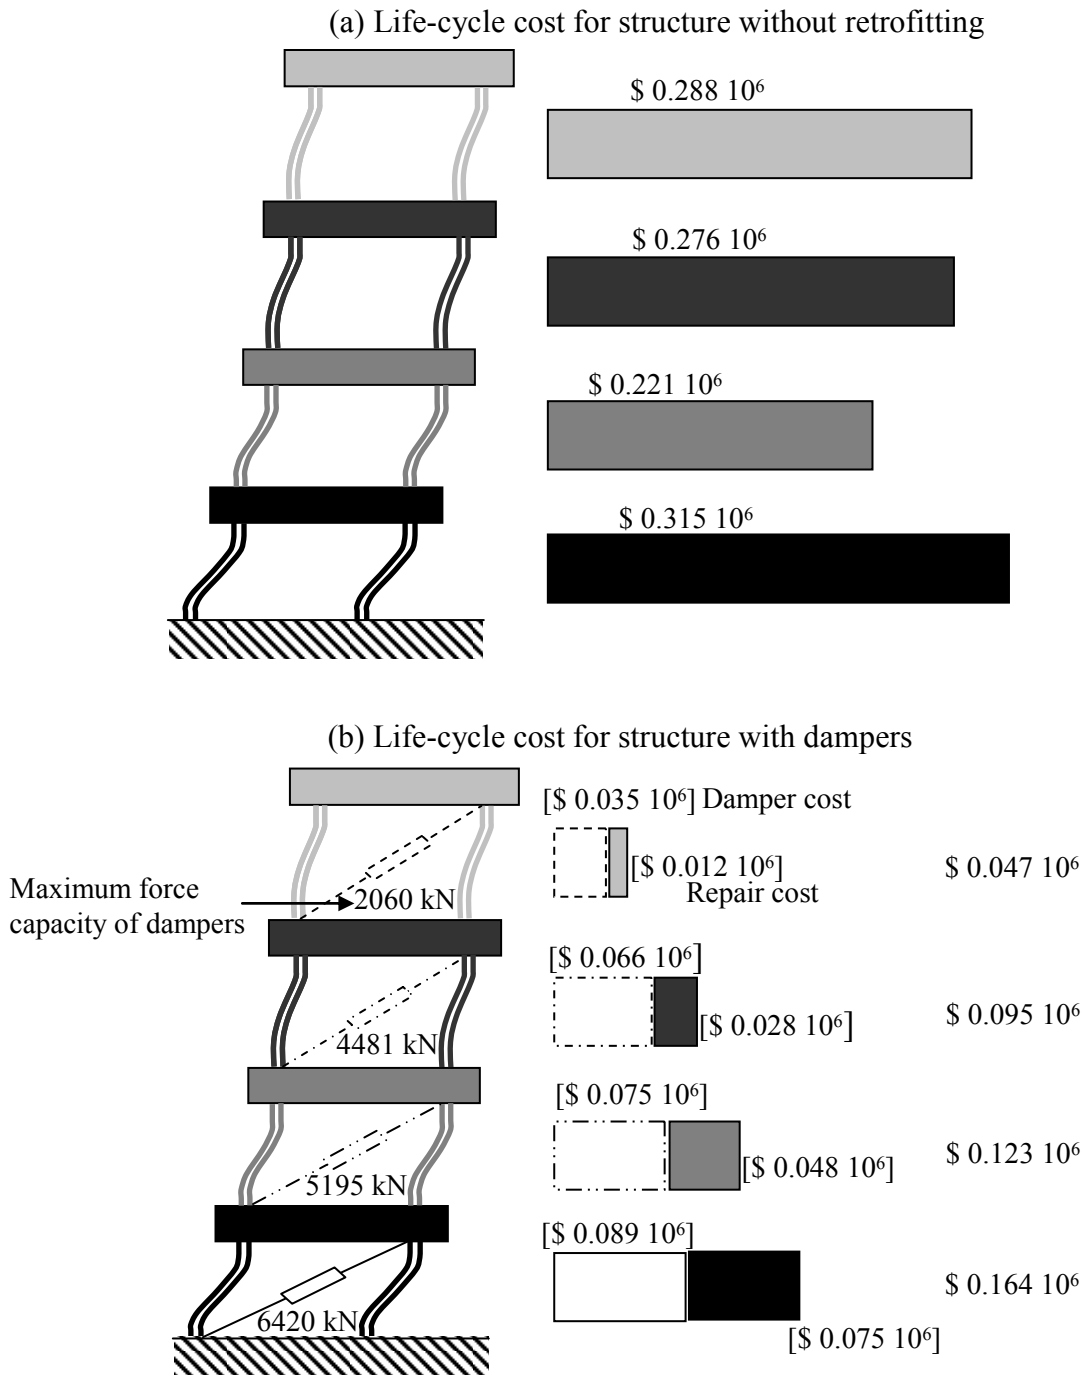 (a) Life-cycle cost for structure without retrofitting
$ 0.288 10⁶
$ 0.276 10⁶
$ 0.221 10⁶
$ 0.315 10⁶
(b) Life-cycle cost for structure with dampers
[$ 0.035 10⁶] Damper cost
[$ 0.012 10⁶]
Repair cost
$ 0.047 10⁶
Maximum force
capacity of dampers
2060 kN
[$ 0.066 10⁶]
[$ 0.028 10⁶]
$ 0.095 10⁶
4481 kN
[$ 0.075 10⁶]
[$ 0.048 10⁶]
$ 0.123 10⁶
5195 kN
[$ 0.089 10⁶]
$ 0.164 10⁶
6420 kN
[$ 0.075 10⁶]